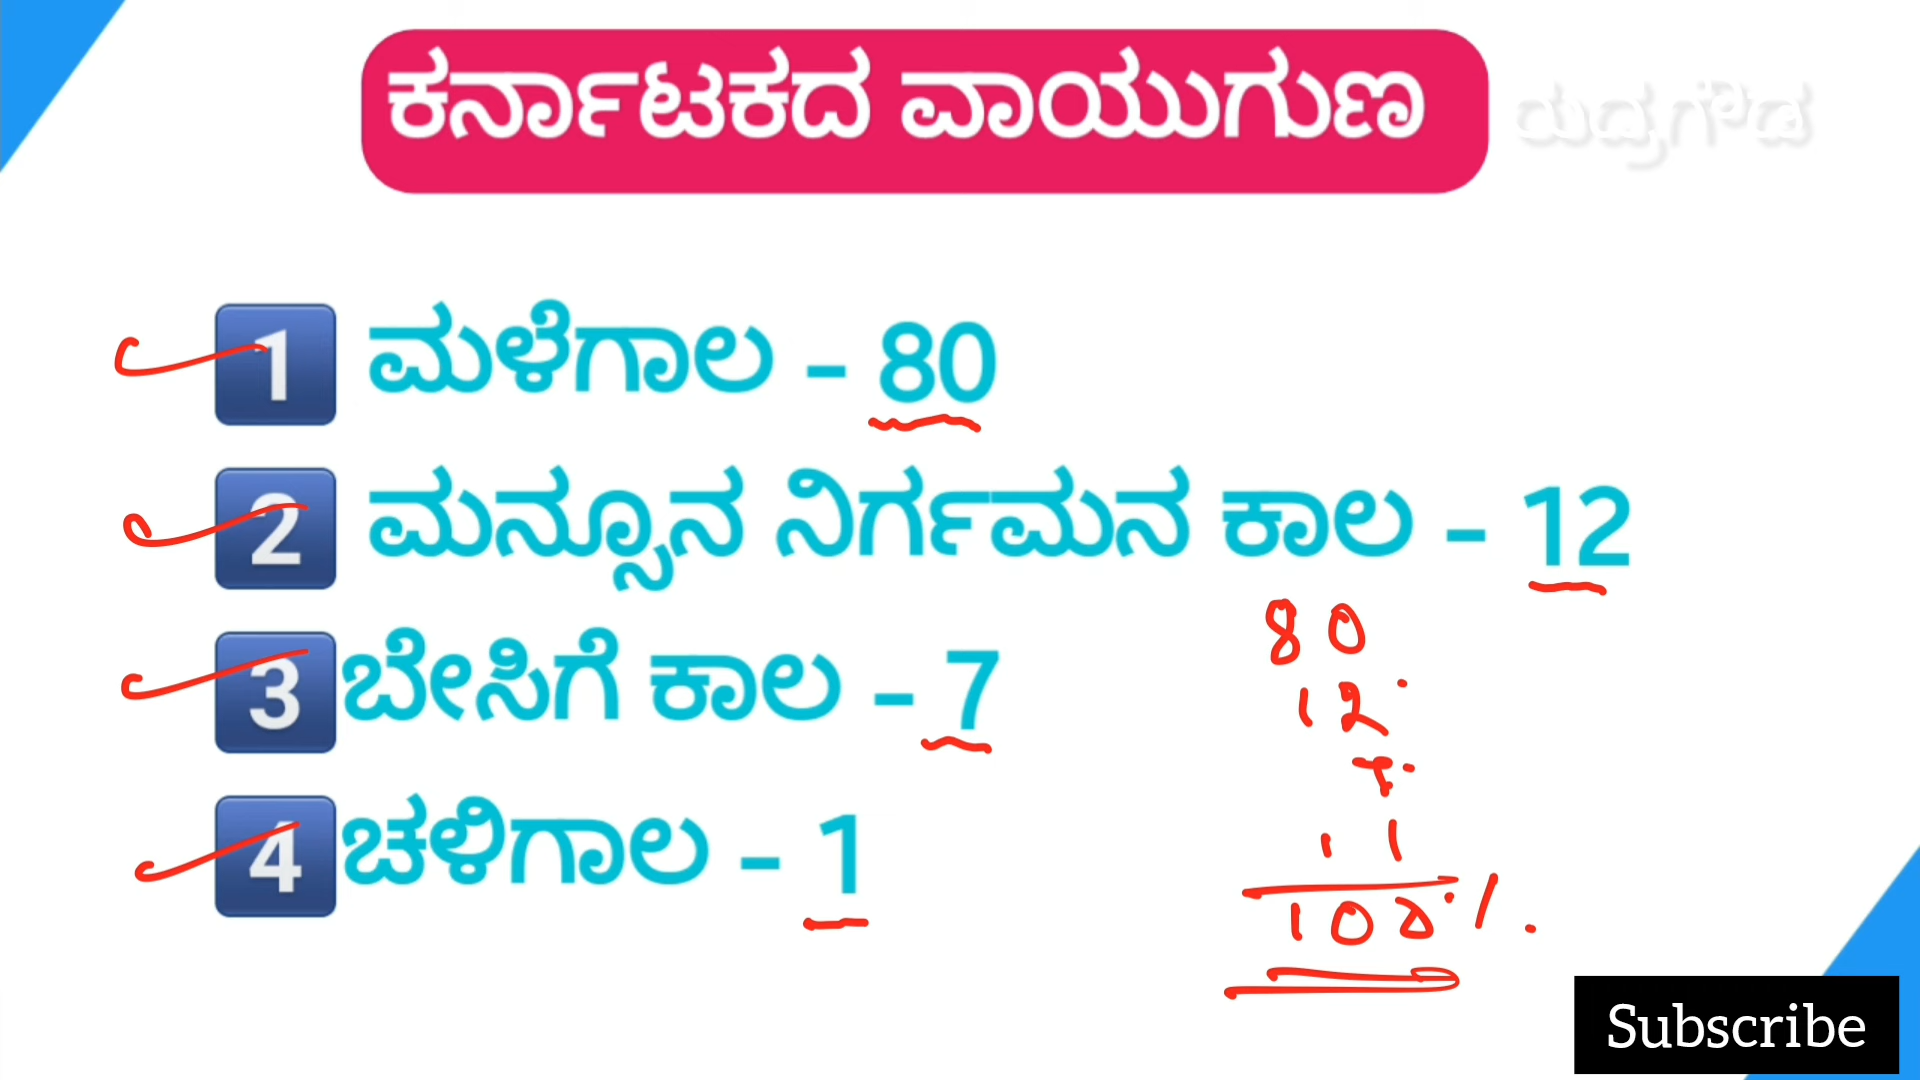 ಕರ್ನಾಟಕದ ವಾಯುಗುಣ
ರುದ್ರಗೌಡ
1 ಮಳೆಗಾಲ - 80
2 ಮನ್ಸೂನ ನಿರ್ಗಮನ ಕಾಲ - 12
3 ಬೇಸಿಗೆ ಕಾಲ - 7
4 ಚಳಿಗಾಲ - 1
80
12
7
1
100%
Subscribe